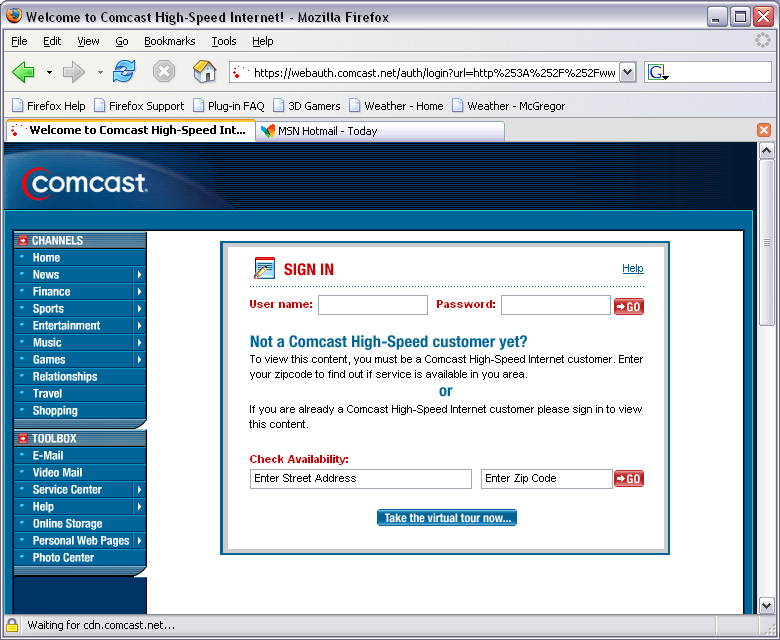 Welcome to Comcast High-Speed Internet! - Mozilla Firefox
File Edit View Go Bookmarks Tools Help
https://webauth.comcast.net/auth/login?url=http%253A%252F%252Fww
G
Firefox Help Firefox Support Plug-in FAQ 3D Gamers Weather - Home Weather - McGregor
Welcome to Comcast High-Speed Int... MSN Hotmail - Today
Comcast.
CHANNELS
Home
News
Finance
Sports
Entertainment
Music
Games
Relationships
Travel
Shopping
TOOLBOX
E-Mail
Video Mail
Service Center
Help
Online Storage
Personal Web Pages
Photo Center
SIGN IN Help
User name: Password: GO
Not a Comcast High-Speed customer yet?
To view this content, you must be a Comcast High-Speed Internet customer. Enter
your zipcode to find out if service is available in you area.
or
If you are already a Comcast High-Speed Internet customer please sign in to view
this content.
Check Availability:
Enter Street Address Enter Zip Code GO
Take the virtual tour now...
Waiting for cdn.comcast.net...